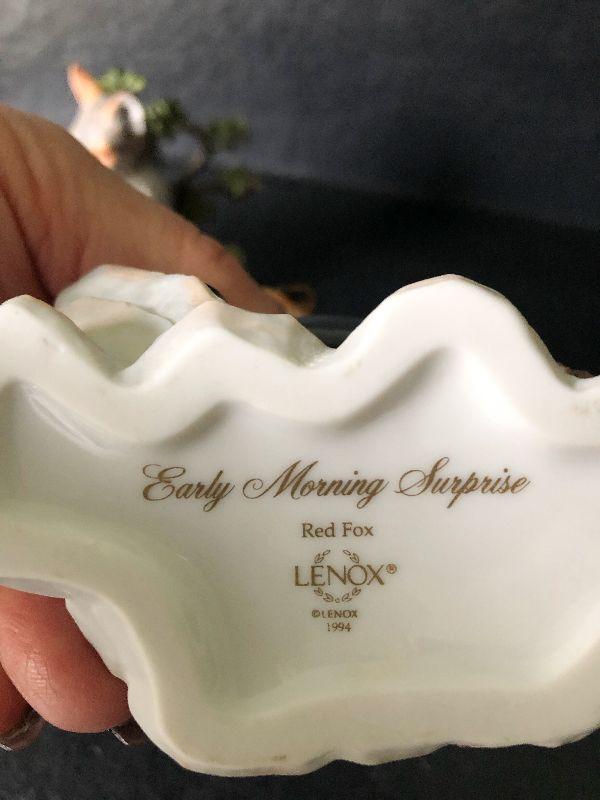 Early Morning Surprise
Red Fox
LENOX®
©LENOX
1994